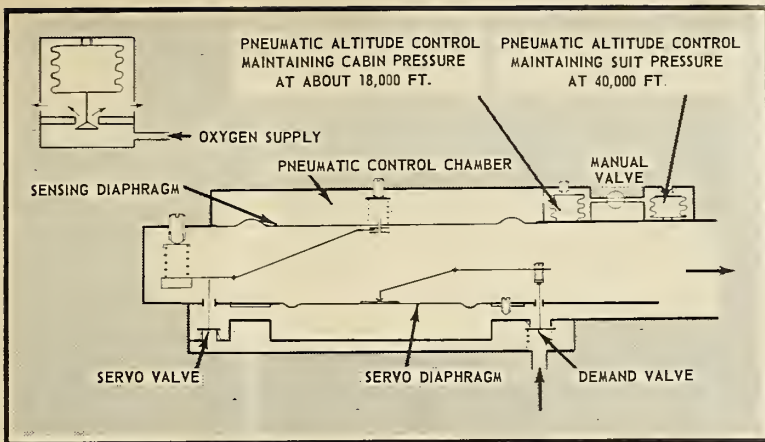 PNEUMATIC ALTITUDE CONTROL
MAINTAINING CABIN PRESSURE
AT ABOUT 18,000 FT.
PNEUMATIC ALTITUDE CONTROL
MAINTAINING SUIT PRESSURE
AT 40,000 FT.
OXYGEN SUPPLY
PNEUMATIC CONTROL CHAMBER
MANUAL
VALVE
SENSING DIAPHRAGM
SERVO VALVE
SERVO DIAPHRAGM
DEMAND VALVE